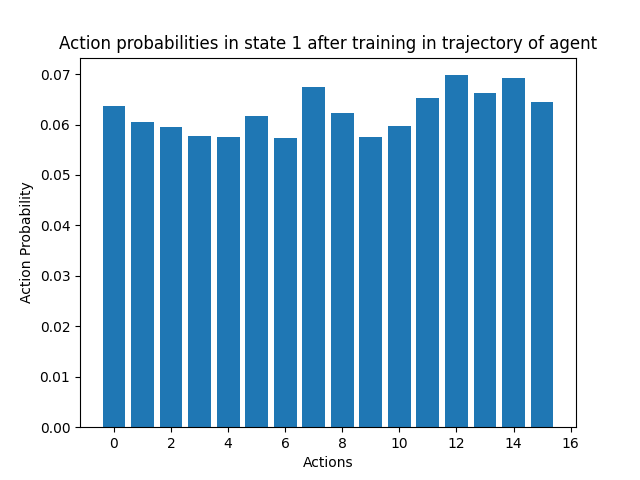 Action probabilities in state 1 after training in trajectory of agent
0.07
0.06
0.05
0.04
0.03
0.02
0.01
0.00
Action Probability
0 2 4 6 8 10 12 14 16
Actions